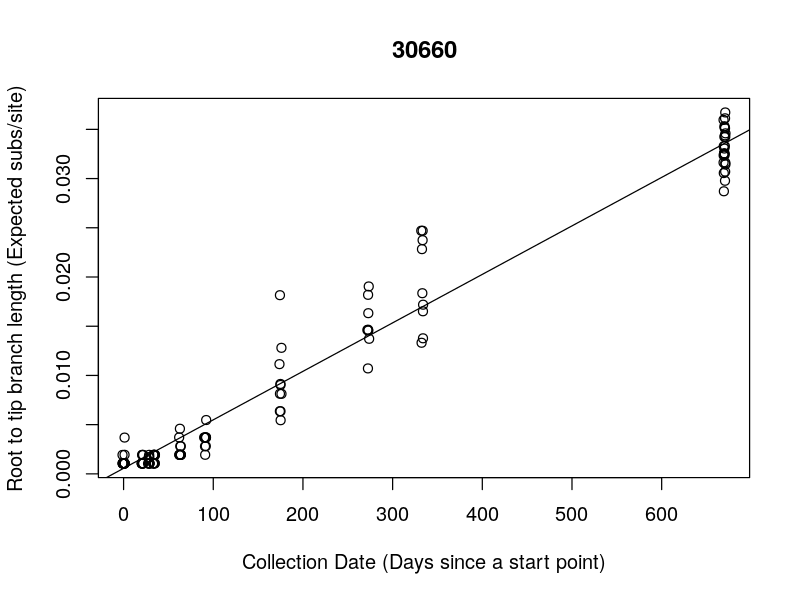 30660
Root to tip branch length (Expected subs/site)
0.030
0.020
0.010
0.000
0 100 200 300 400 500 600
Collection Date (Days since a start point)